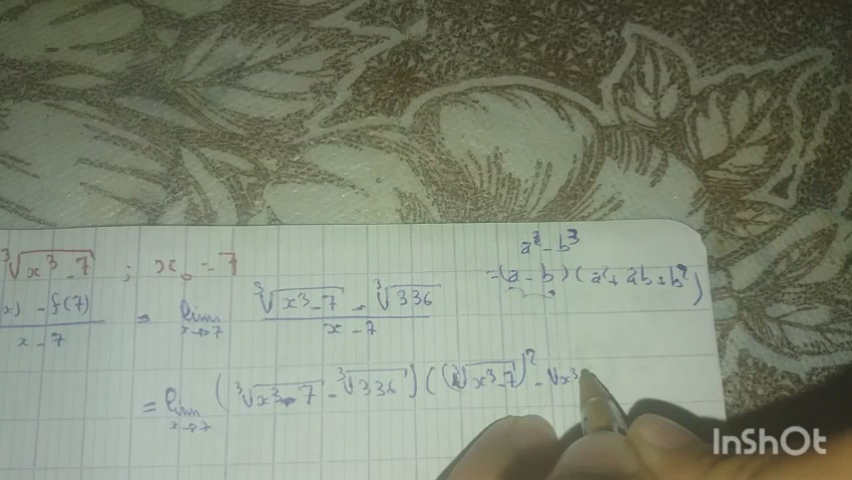 ∛(x³-7) ; x₀ = 7
a³-b³
=(a-b)(a²+ab+b²)
x) - f(7) / x-7 = lim x→7 (∛(x³-7) - ∛336) / x-7
= lim x→7 (∛(x³-7) - ∛336)((∛(x³-7))² - √x³
InShOt